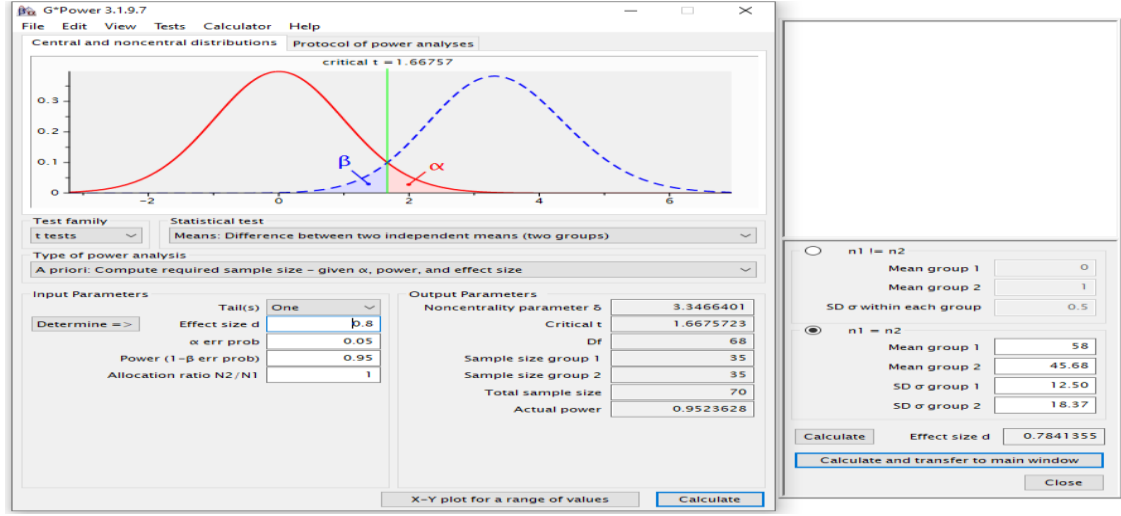 G*Power 3.1.9.7
File Edit View Tests Calculator Help
Central and noncentral distributions Protocol of power analyses
critical t = 1.66757
0.3
0.2
0.1
0
β
α
-2 0 2 4 6
Test family Statistical test
t tests Means: Difference between two independent means (two groups)
Type of power analysis
A priori: Compute required sample size - given α, power, and effect size
Input Parameters
Tail(s) One
Determine => Effect size d 0.8
α err prob 0.05
Power (1-β err prob) 0.95
Allocation ratio N2/N1 1
Output Parameters
Noncentrality parameter δ 3.3466401
Critical t 1.6675723
Df 68
Sample size group 1 35
Sample size group 2 35
Total sample size 70
Actual power 0.9523628
X-Y plot for a range of values Calculate
n1 != n2
Mean group 1 0
Mean group 2 1
SD σ within each group 0.5
n1 = n2
Mean group 1 58
Mean group 2 45.68
SD σ group 1 12.50
SD σ group 2 18.37
Calculate Effect size d 0.7841355
Calculate and transfer to main window
Close